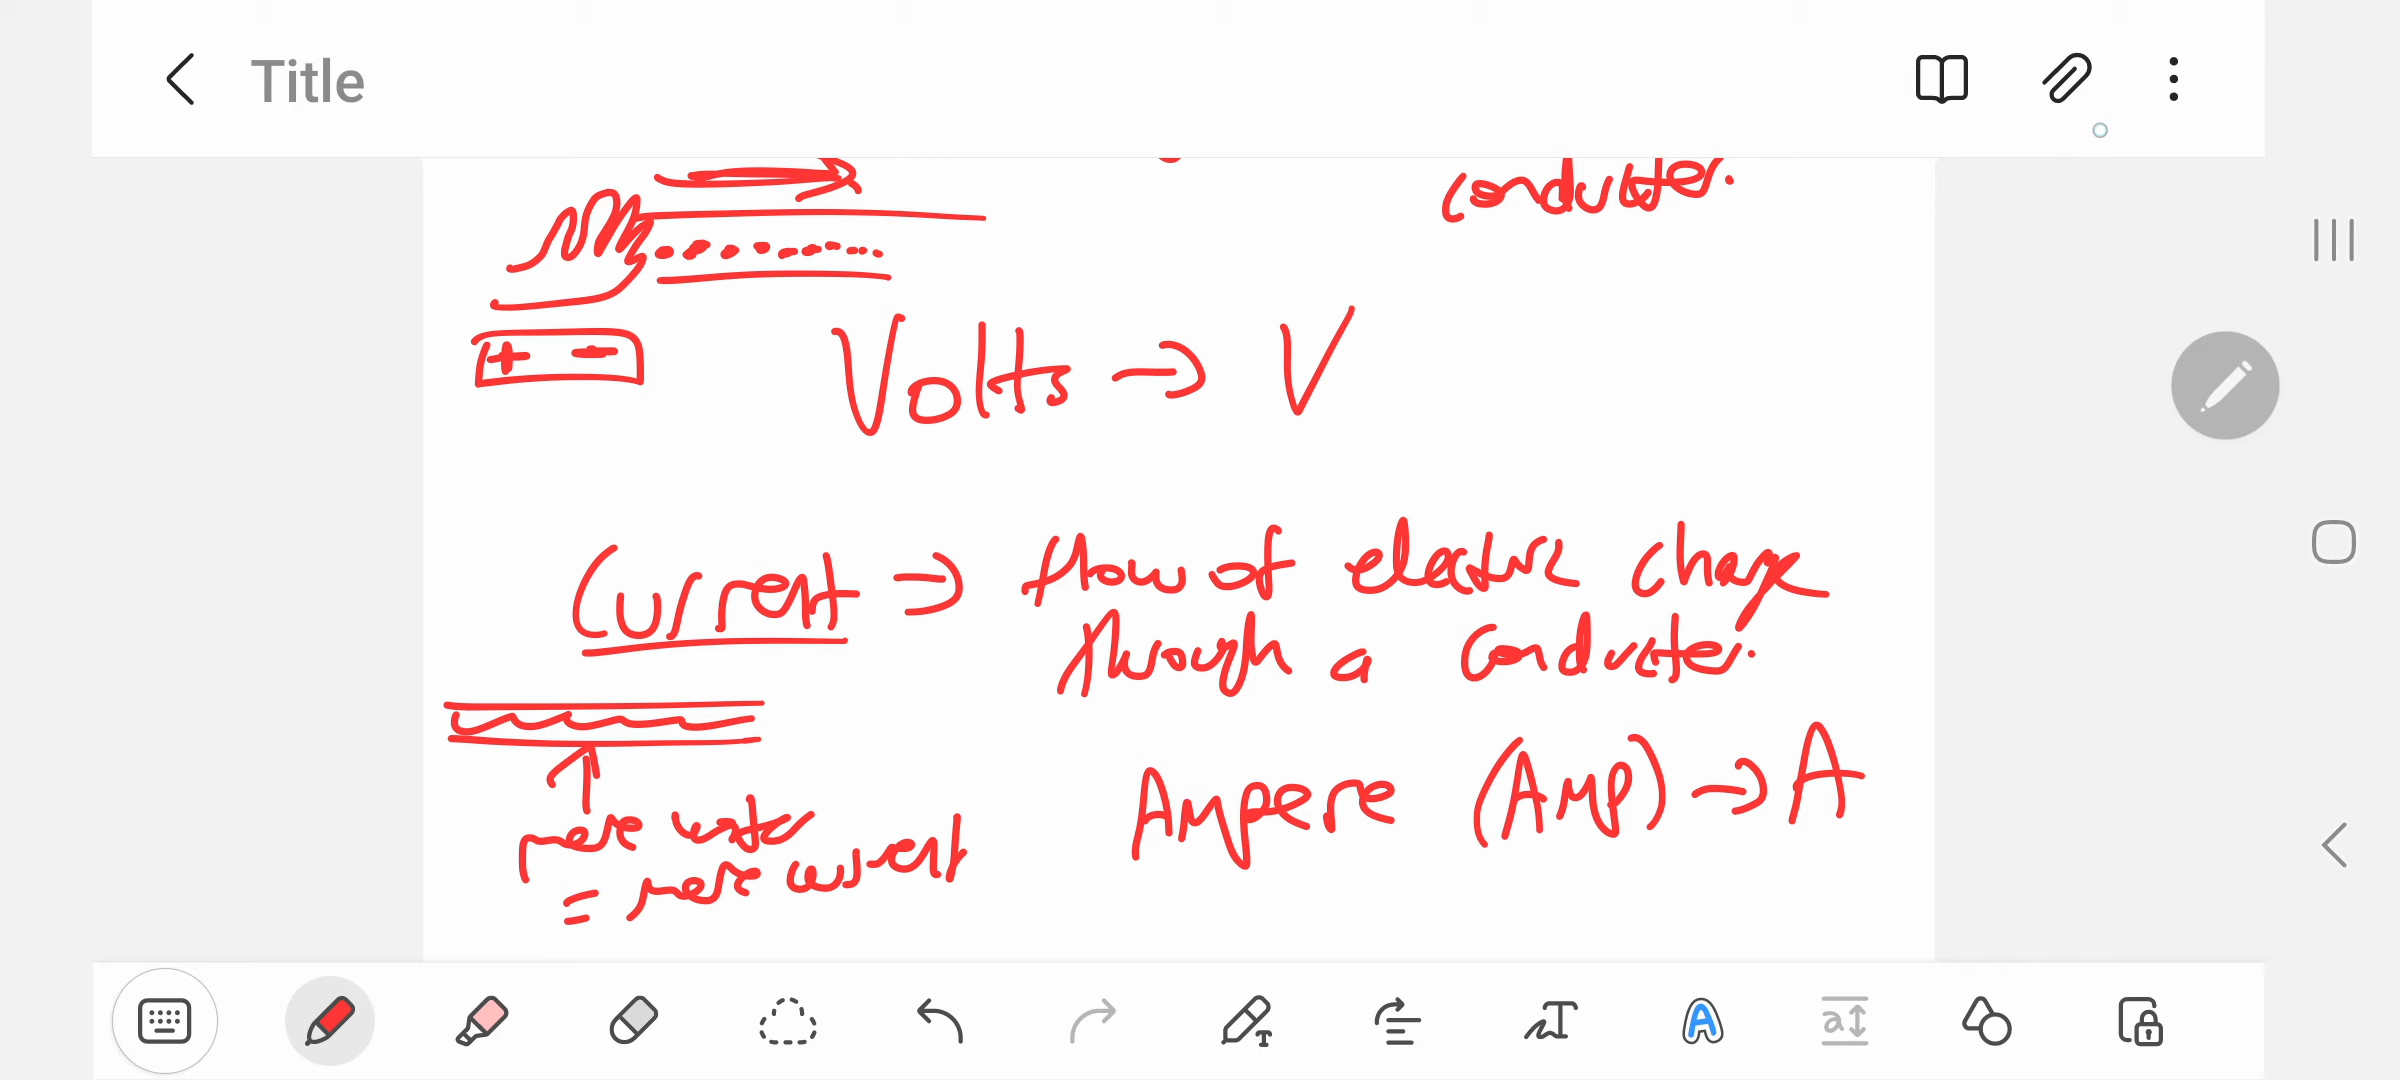 Title
conductor.
+ -
Volts → V
Current ⇒ flow of electric charge
through a conductor.
Ampere (Amp) → A
more water
= more current